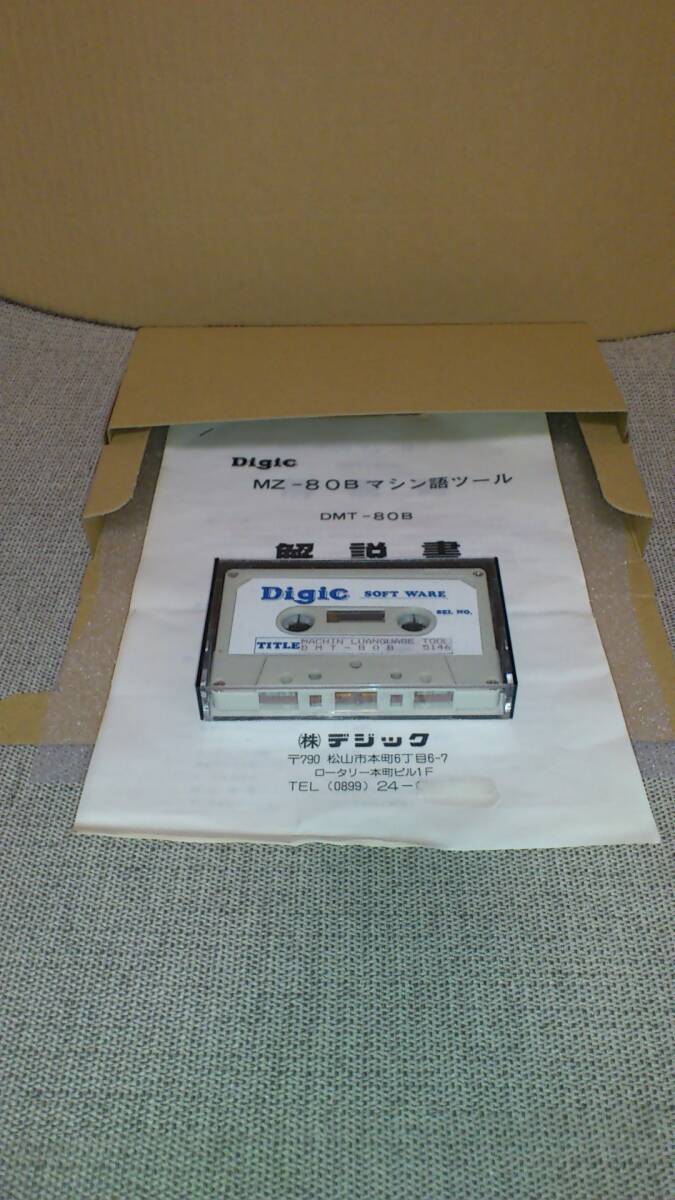 Digic
MZ-80Bマシン語ツール
DMT-80B
解説書
Digic SOFT WARE
SEL NO.
TITLE MACHIN LUANGUAGE TOOL
DMT-80B 5146
(株)デジック
〒790 松山市本町6丁目6-7
ロータリー本町ビル1F
TEL (0899) 24-